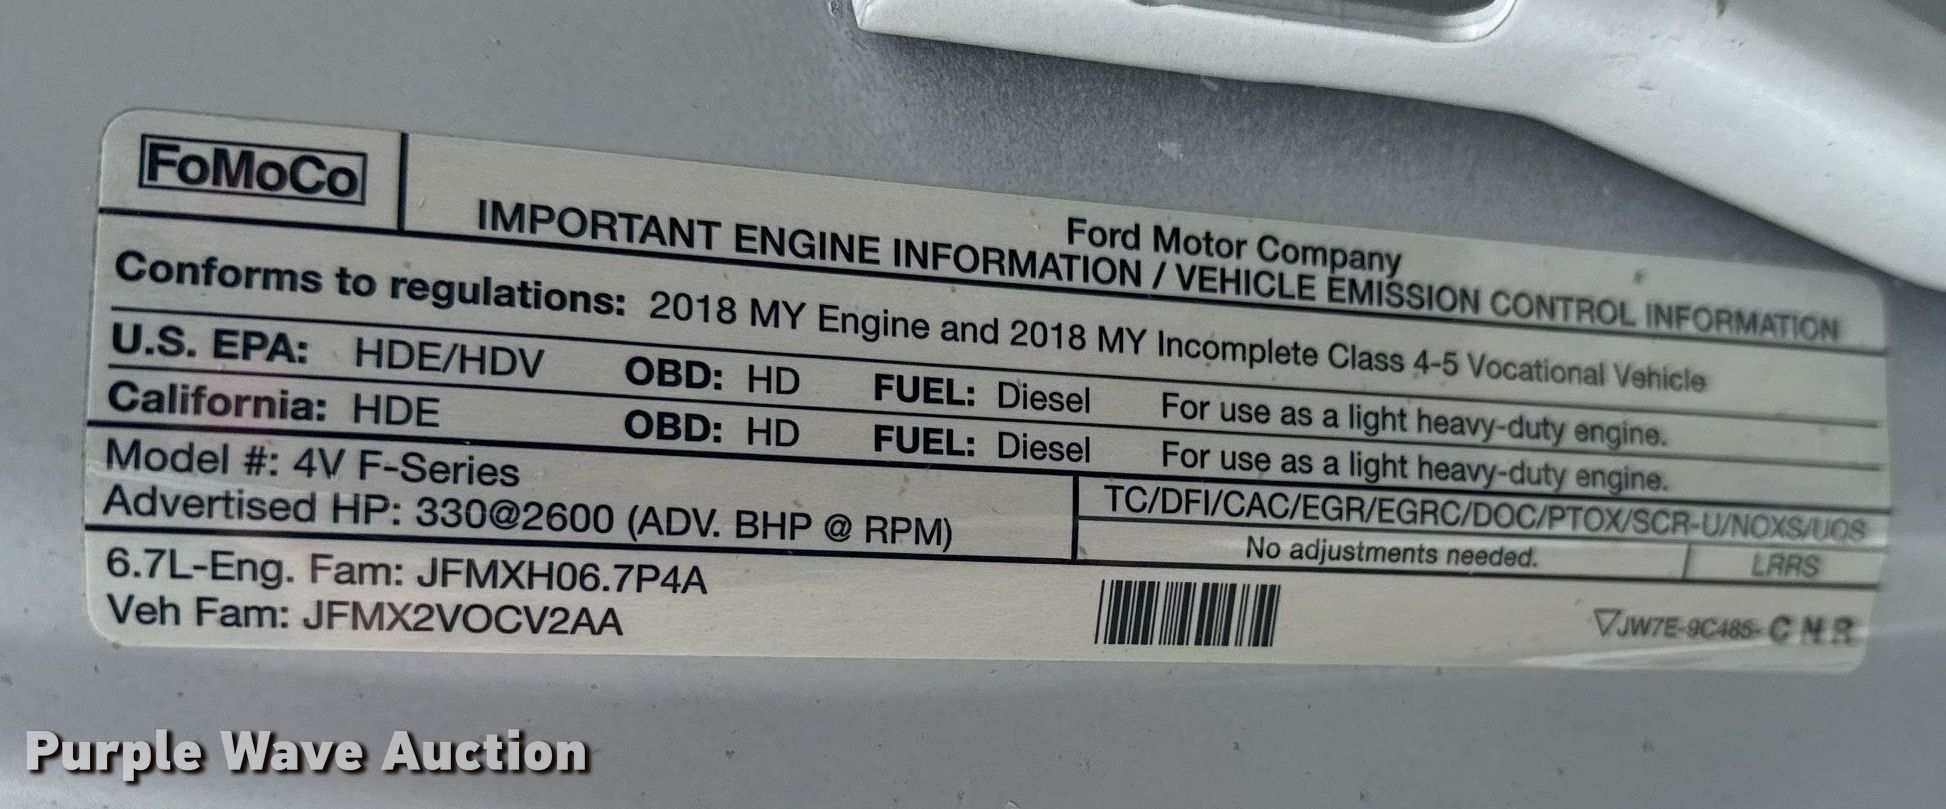 FoMoCo
Ford Motor Company
IMPORTANT ENGINE INFORMATION / VEHICLE EMISSION CONTROL INFORMATION
Conforms to regulations: 2018 MY Engine and 2018 MY Incomplete Class 4-5 Vocational Vehicle
U.S. EPA: HDE/HDV OBD: HD FUEL: Diesel For use as a light heavy-duty engine.
California: HDE OBD: HD FUEL: Diesel For use as a light heavy-duty engine.
Model #: 4V F-Series
Advertised HP: 330@2600 (ADV. BHP @ RPM)
TC/DFI/CAC/EGR/EGRC/DOC/PTOX/SCR-U/NOXS/UQS
No adjustments needed. LRRS
6.7L-Eng. Fam: JFMXH06.7P4A
Veh Fam: JFMX2VOCV2AA
JW7E-9C485-CNR
Purple Wave Auction